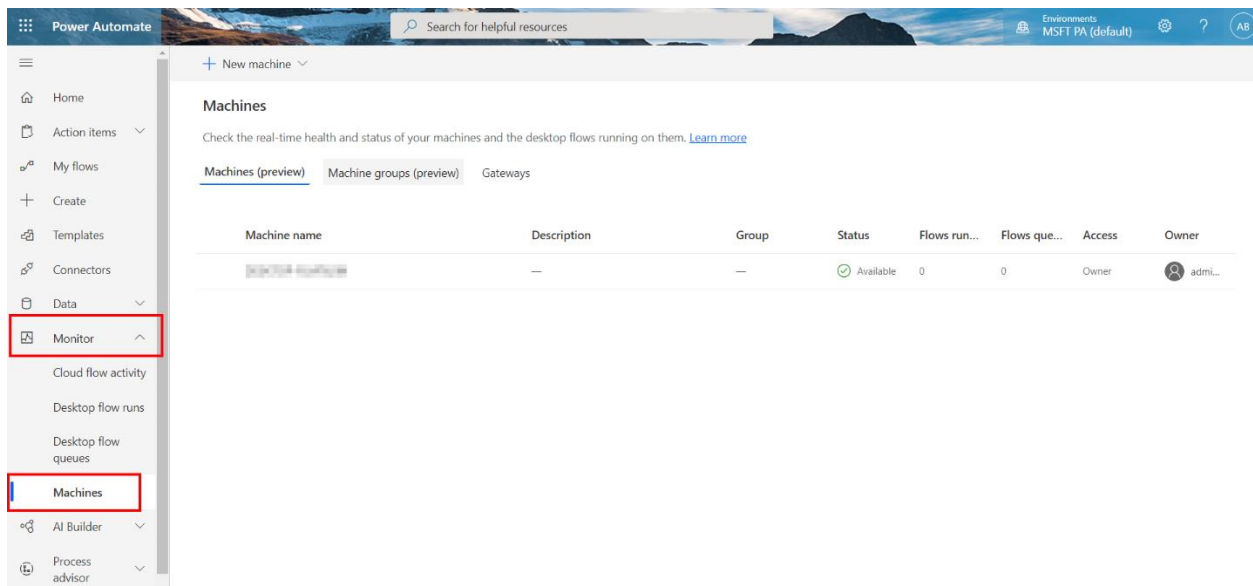 Power Automate
Search for helpful resources
Environments
MSFT PA (default)
?
AB
Home
Action items
My flows
Create
Templates
Connectors
Data
Monitor
Cloud flow activity
Desktop flow runs
Desktop flow
queues
Machines
AI Builder
Process
advisor
New machine
Machines
Check the real-time health and status of your machines and the desktop flows running on them. Learn more
Machines (preview) Machine groups (preview) Gateways
Machine name Description Group Status Flows run... Flows que... Access Owner
— — Available 0 0 Owner admi...